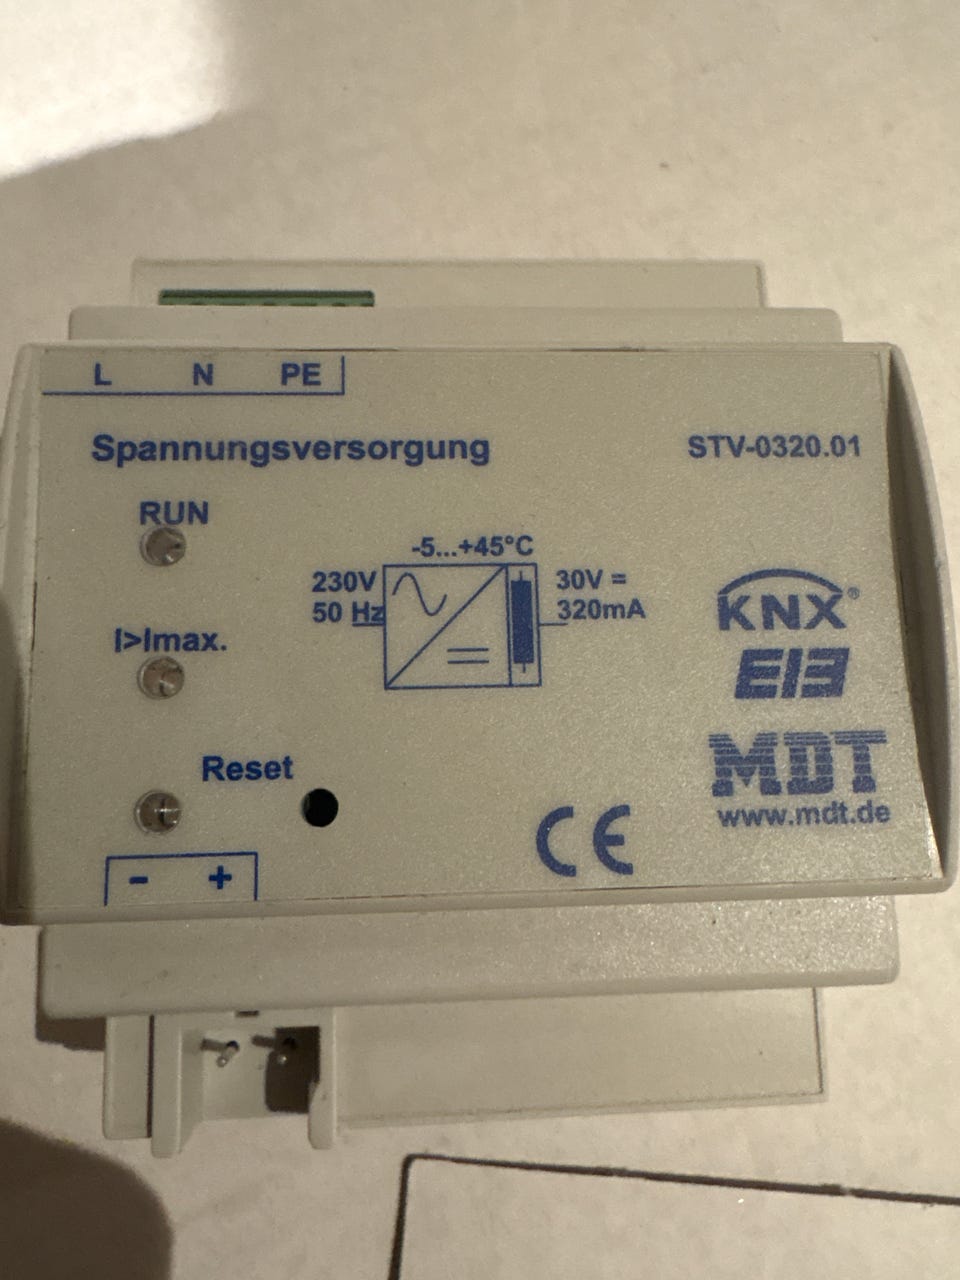 L N PE
Spannungsversorgung STV-0320.01
RUN
-5...+45°C
230V 30V =
50 Hz 320mA
KNX®
I>Imax.
EIB
MDT
Reset
www.mdt.de
CE
- +